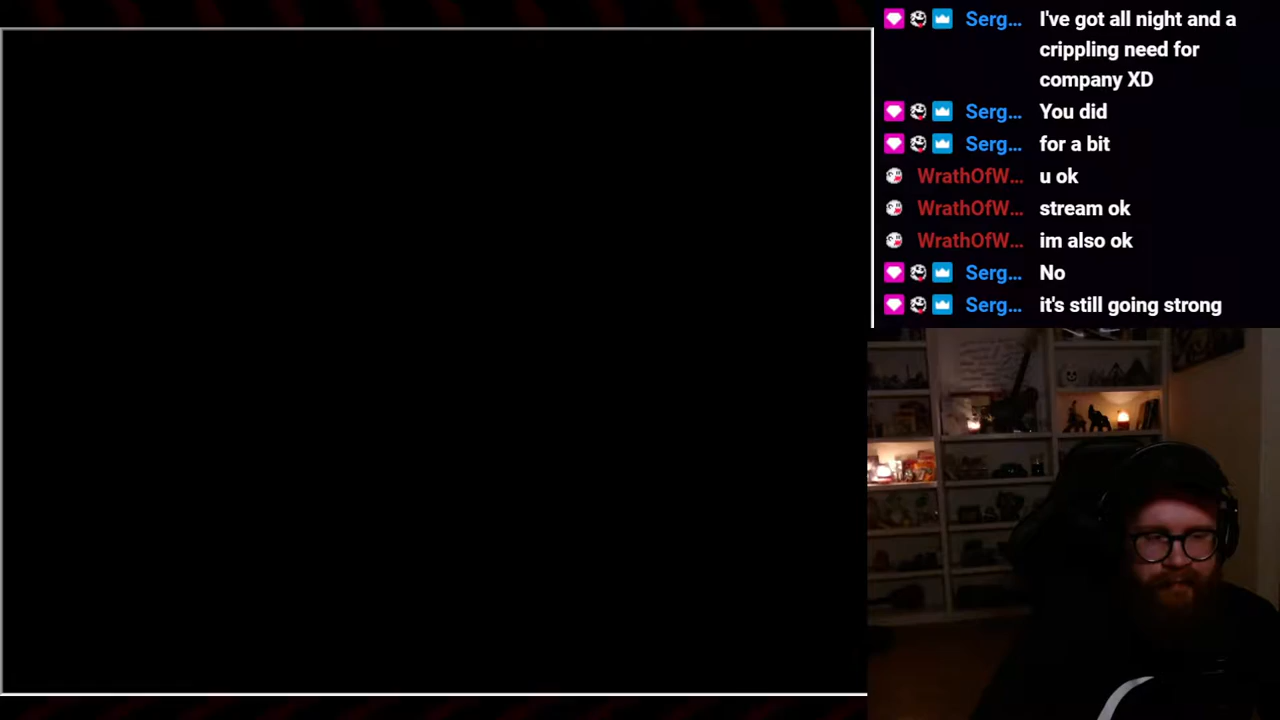 Serg... I've got all night and a
crippling need for
company XD
Serg... You did
Serg... for a bit
WrathOfW... u ok
WrathOfW... stream ok
WrathOfW... im also ok
Serg... No
Serg... it's still going strong